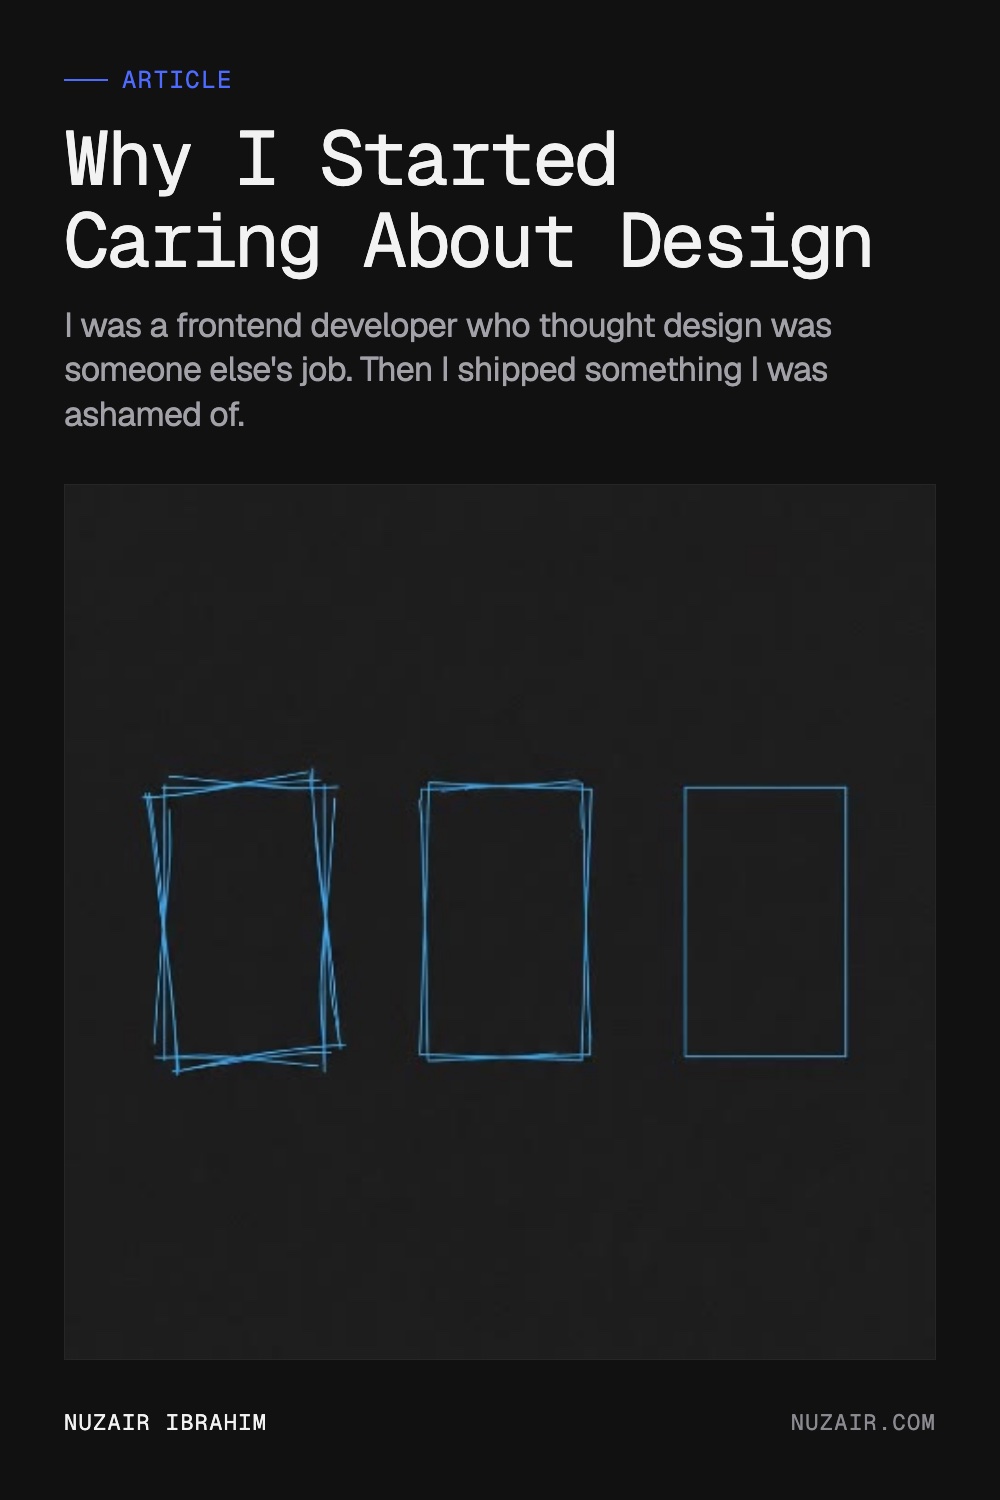 ARTICLE
Why I Started
Caring About Design
I was a frontend developer who thought design was
someone else's job. Then I shipped something I was
ashamed of.
NUZAIR IBRAHIM
NUZAIR.COM